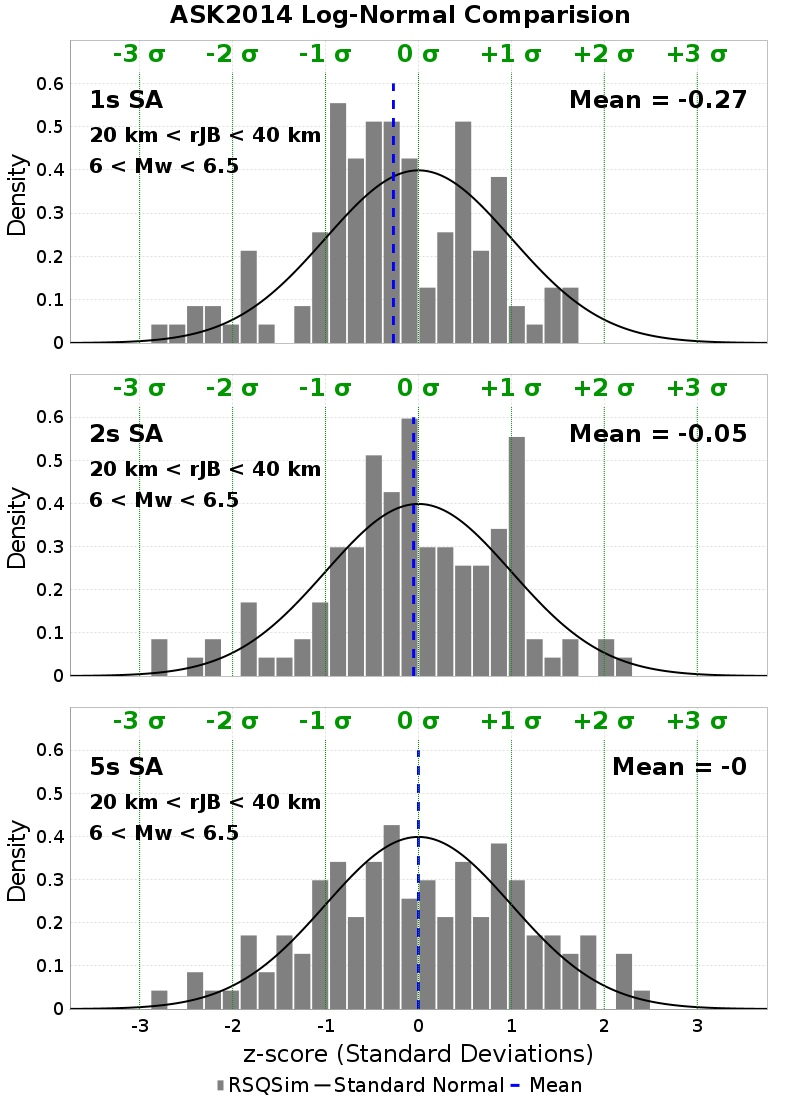 ASK2014 Log-Normal Comparision
-3 σ -2 σ -1 σ 0 σ +1 σ +2 σ +3 σ
1s SA
Mean = -0.27
20 km < rJB < 40 km
6 < Mw < 6.5
0.6
0.5
0.4
0.3
0.2
0.1
0
Density
-3 σ -2 σ -1 σ 0 σ +1 σ +2 σ +3 σ
2s SA
Mean = -0.05
20 km < rJB < 40 km
6 < Mw < 6.5
0.6
0.5
0.4
0.3
0.2
0.1
0
Density
-3 σ -2 σ -1 σ 0 σ +1 σ +2 σ +3 σ
5s SA
Mean = -0
20 km < rJB < 40 km
6 < Mw < 6.5
0.6
0.5
0.4
0.3
0.2
0.1
0
Density
-3 -2 -1 0 1 2 3
z-score (Standard Deviations)
RSQSim Standard Normal Mean